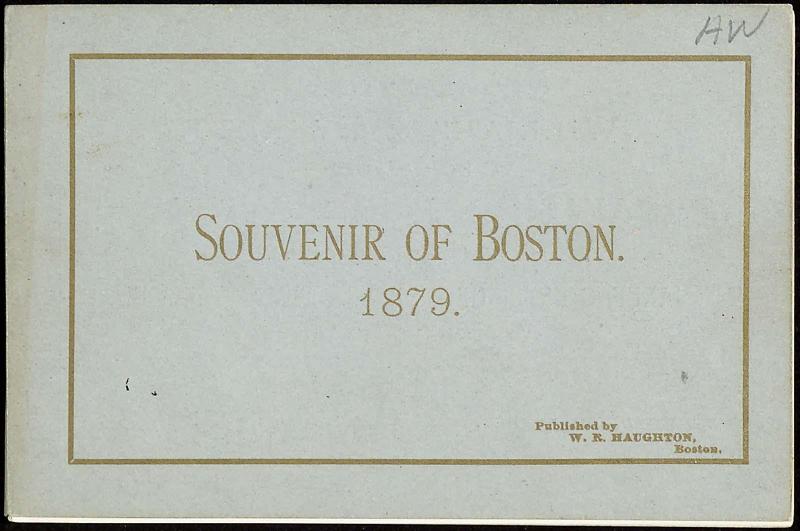 AW
SOUVENIR OF BOSTON.
1879.
Published by
W. R. HAUGHTON,
Boston.